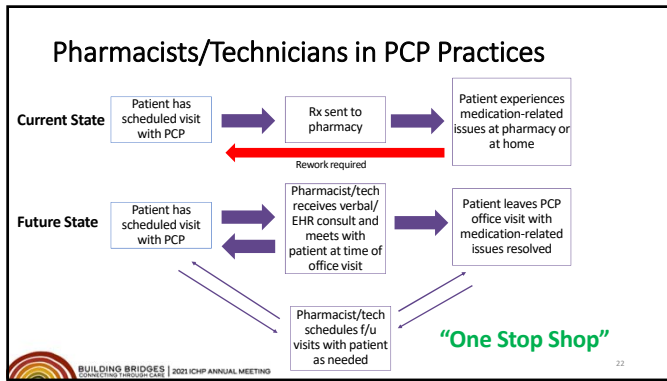 Pharmacists/Technicians in PCP Practices
Current State
Patient has
scheduled visit
with PCP
Rx sent to
pharmacy
Patient experiences
medication-related
issues at pharmacy or
at home
Rework required
Future State
Patient has
scheduled visit
with PCP
Pharmacist/tech
receives verbal/
EHR consult and
meets with
patient at time of
office visit
Patient leaves PCP
office visit with
medication-related
issues resolved
Pharmacist/tech
schedules f/u
visits with patient
as needed
“One Stop Shop”
BUILDING BRIDGES | 2021 ICHP ANNUAL MEETING
CONNECTING THROUGH CARE
22